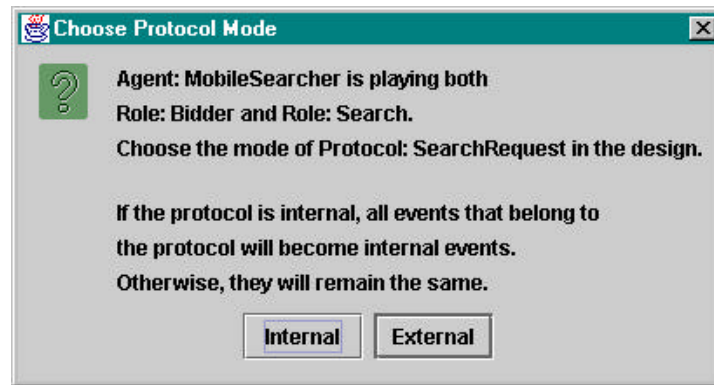 Choose Protocol Mode
Agent: MobileSearcher is playing both
Role: Bidder and Role: Search.
Choose the mode of Protocol: SearchRequest in the design.
If the protocol is internal, all events that belong to
the protocol will become internal events.
Otherwise, they will remain the same.
Internal External